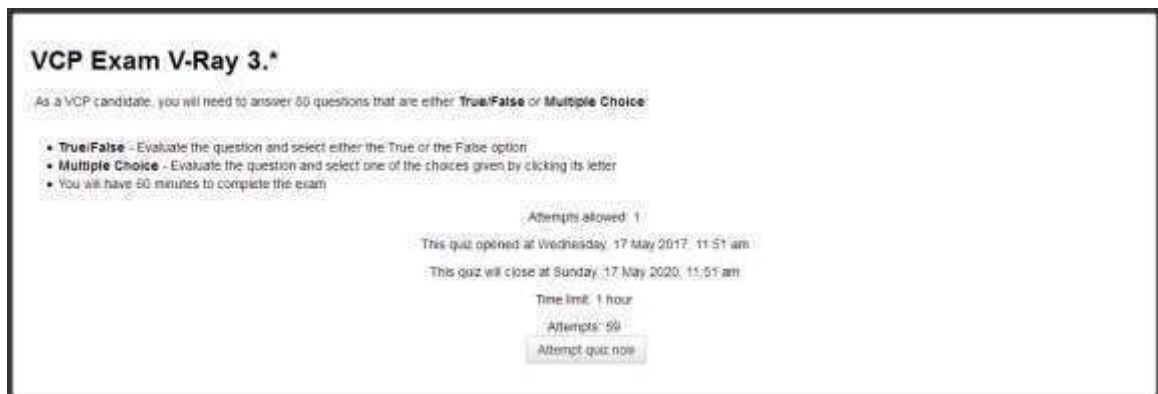 VCP Exam V-Ray 3.*
As a VCP candidate, you will need to answer questions that are either True/False or Multiple Choice
• True/False - Evaluate the question and select either the True or the False option
• Multiple Choice - Evaluate the question and select one of the choices given by clicking its letter
• You will have 60 minutes to complete the exam
Attempts allowed: 1
This quiz opened at Wednesday, 17 May 2017, 11:51 am
This quiz will close at Sunday, 17 May 2020, 11:51 am
Time limit: 1 hour
Attempts: 59
Attempt quiz now